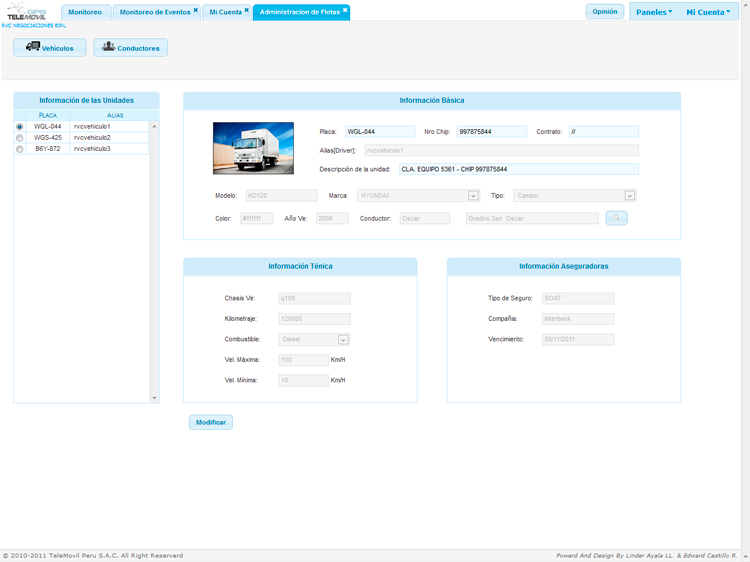 GPS
TELEMOVIL
RVC NEGOCIACIONES EIRL
Monitoreo
Monitoreo de Eventos
Mi Cuenta
Administracion de Flotas
Opinión
Paneles
Mi Cuenta
Vehiculos
Conductores
Información de las Unidades
PLACA ALIAS
WGL-044 rvcvehiculo1
WGS-425 rvcvehiculo2
B6Y-872 rvcvehiculo3
Información Básica
Placa: WGL-044 Nro Chip: 997875844 Contrato: //
Alias[Driver]: rvcvehiculo1
Descripción de la unidad: CLA. EQUIPO 5361 - CHIP 997875844
Modelo: HD120 Marca: HYUNDAI Tipo: Camion
Color: #ffffff Año Ve: 2008 Conductor: Oscar Grados San Oscar
Información Ténica
Chasis Ve: q100
Kilometraje: 120000
Combustible: Diesel
Vel. Máxima: 100 Km/H
Vel. Mínima: 10 Km/H
Información Aseguradoras
Tipo de Seguro: SOAT
Compañia: Interbank
Vencimiento: 08/11/2011
Modificar
© 2010-2011 TeleMovil Peru S.A.C. All Right Reserverd
Powerd And Design By Linder Ayala LL. & Edward Castillo R.